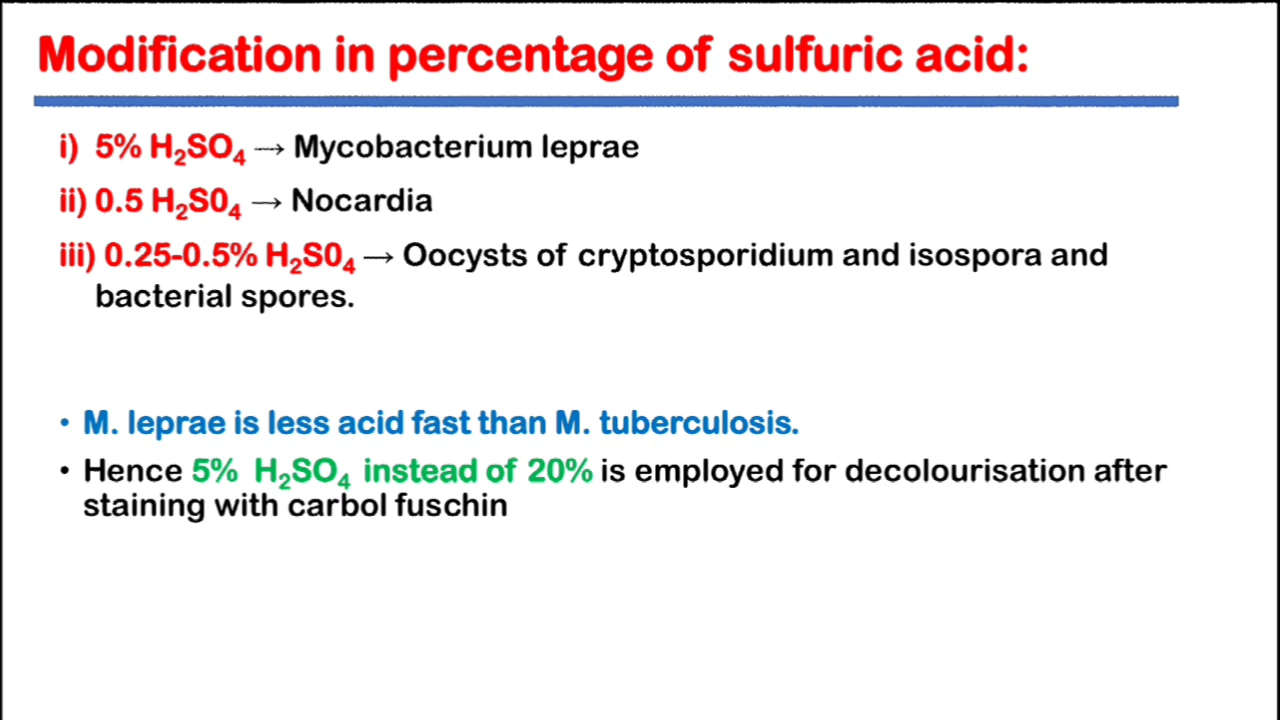 Modification in percentage of sulfuric acid:
i) 5% H₂SO₄ → Mycobacterium leprae
ii) 0.5 H₂S0₄ → Nocardia
iii) 0.25-0.5% H₂S0₄ → Oocysts of cryptosporidium and isospora and
bacterial spores.
• M. leprae is less acid fast than M. tuberculosis.
• Hence 5% H₂SO₄ instead of 20% is employed for decolourisation after
staining with carbol fuschin